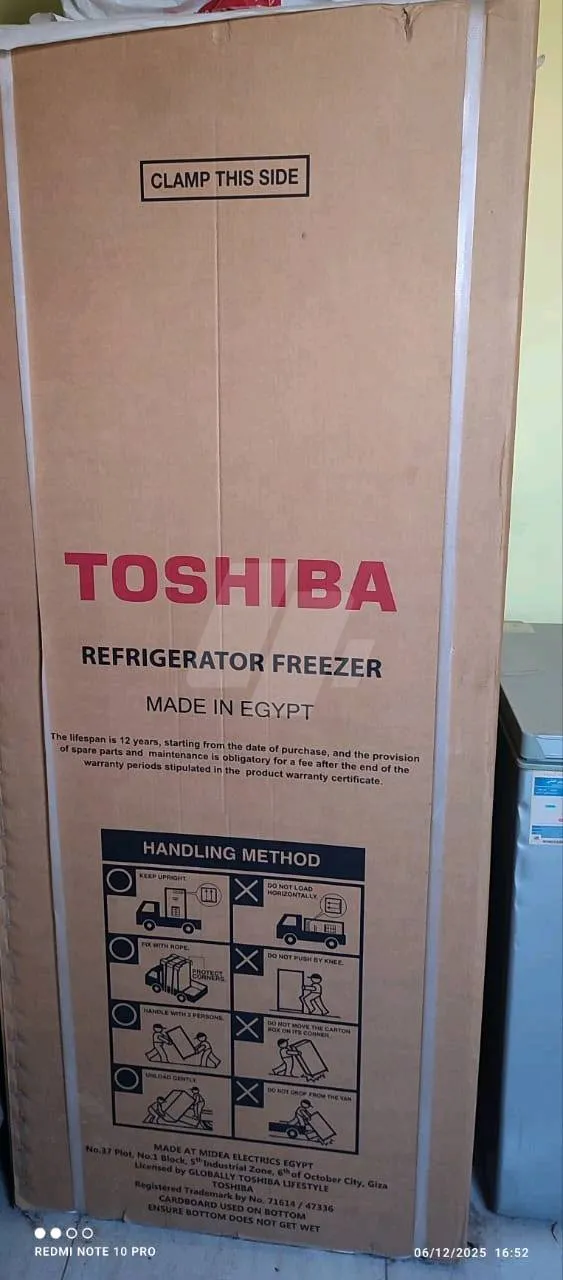 CLAMP THIS SIDE
TOSHIBA
REFRIGERATOR FREEZER
MADE IN EGYPT
The lifespan is 12 years, starting from the date of purchase, and the provision
of spare parts and maintenance is obligatory for a fee after the end of the
warranty periods stipulated in the product warranty certificate.
HANDLING METHOD
KEEP UPRIGHT.
DO NOT LOAD
HORIZONTALLY.
FIX WITH ROPE.
PROTECT
CORNERS.
DO NOT PUSH BY KNEE.
HANDLE WITH 2 PERSONS.
DO NOT MOVE THE CARTON
BOX ON ITS CORNER.
UNLOAD GENTLY.
DO NOT DROP FROM THE VAN
MADE AT MIDEA ELECTRICS EGYPT
No.37 Plot, No.1 Block, 5th Industrial Zone, 6th of October City, Giza
Licensed by GLOBALLY TOSHIBA LIFESTYLE
TOSHIBA
Registered Trademark by No. 71614 / 47336
CARDBOARD USED ON BOTTOM
ENSURE BOTTOM DOES NOT GET WET
REDMI NOTE 10 PRO
06/12/2025 16:52